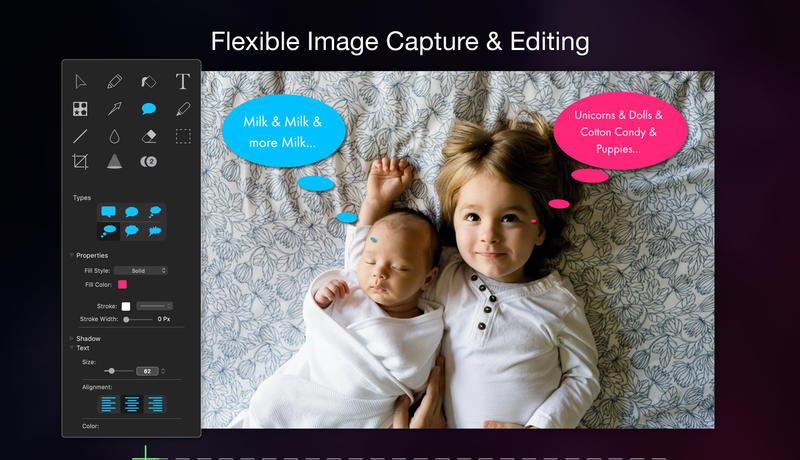 Flexible Image Capture & Editing
T
2
Types
Properties
Fill Style: Solid
Fill Color:
Stroke:
Stroke Width: 0 Px
Shadow
Text
Size:
62
Alignment:
Color:
Milk & Milk &
more Milk...
Unicorns & Dolls &
Cotton Candy &
Puppies...